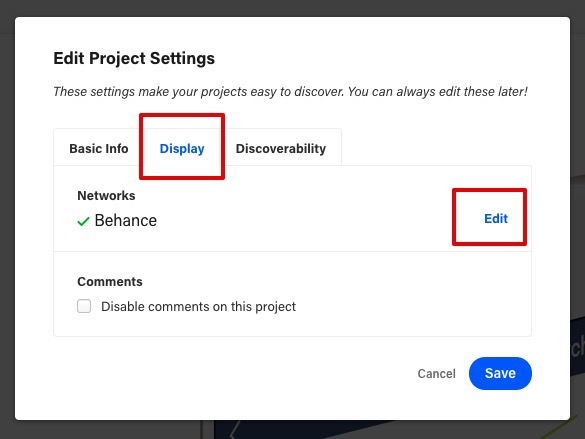 Edit Project Settings
These settings make your projects easy to discover. You can always edit these later!
Basic Info Display Discoverability
Networks
Behance
Edit
Comments
Disable comments on this project
Cancel Save